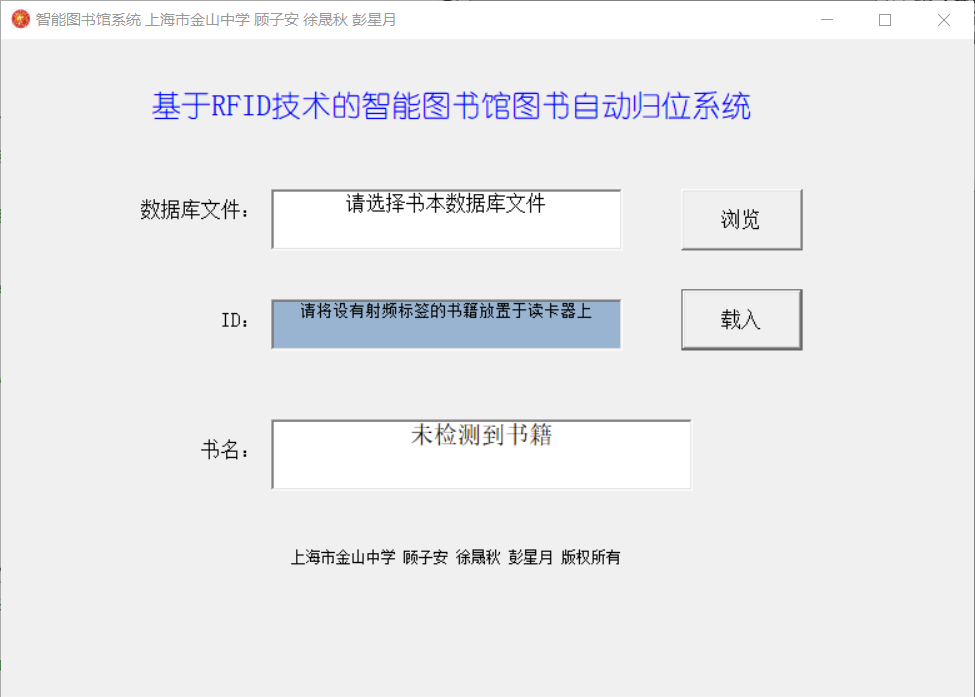 智能图书馆系统 上海市金山中学 顾子安 徐晟秋 彭星月
基于RFID技术的智能图书馆图书自动归位系统
数据库文件: 请选择书本数据库文件 浏览
ID: 请将设有射频标签的书籍放置于读卡器上 载入
书名: 未检测到书籍
上海市金山中学 顾子安 徐晟秋 彭星月 版权所有